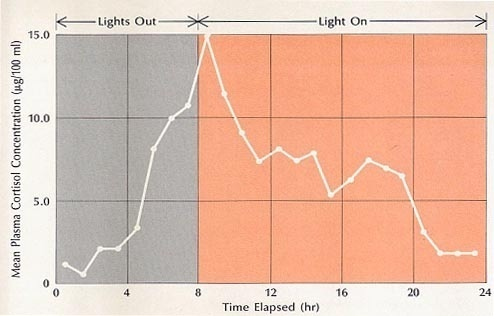 Lights Out Light On
15.0
10.0
5.0
0
Mean Plasma Cortisol Concentration (µg/100 ml)
0 4 8 12 16 20 24
Time Elapsed (hr)